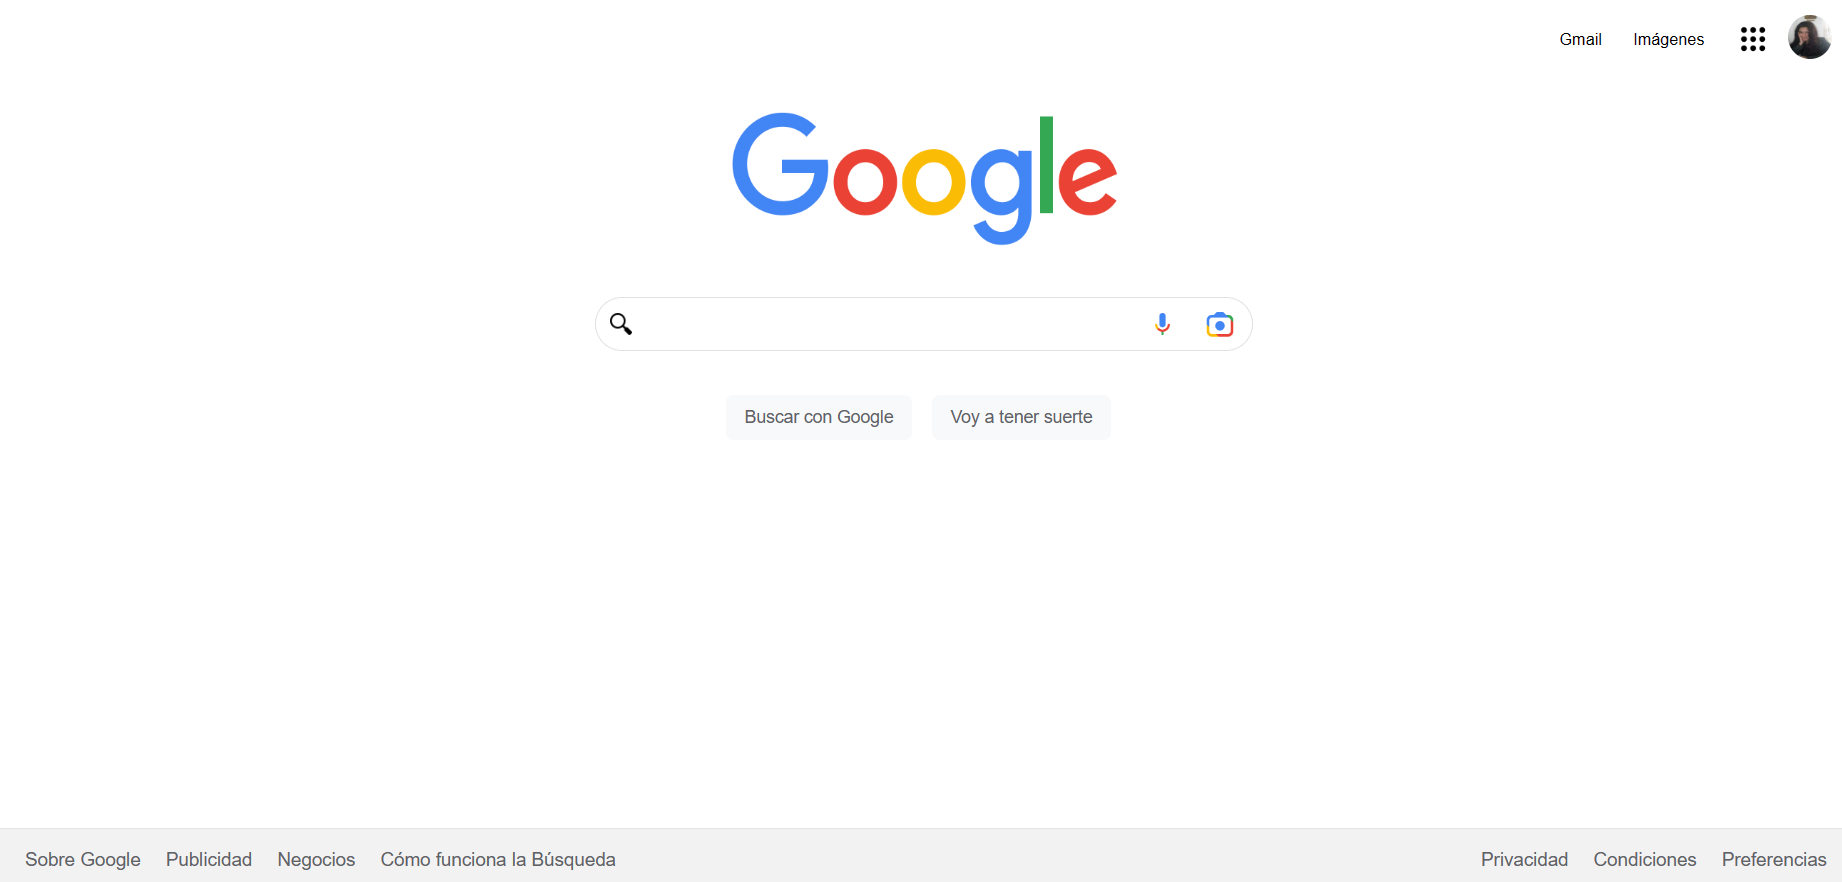 Gmail Imágenes
Google
Buscar con Google Voy a tener suerte
Sobre Google Publicidad Negocios Cómo funciona la Búsqueda Privacidad Condiciones Preferencias